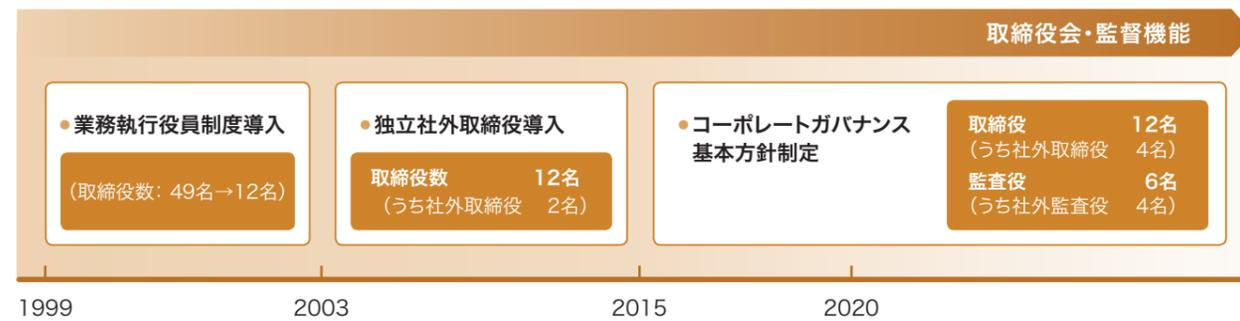 取締役会・監督機能
●業務執行役員制度導入
（取締役数：49名→12名）
●独立社外取締役導入
取締役数 12名
（うち社外取締役 2名）
●コーポレートガバナンス
基本方針制定
取締役 12名
（うち社外取締役 4名）
監査役 6名
（うち社外監査役 4名）
1999 2003 2015 2020